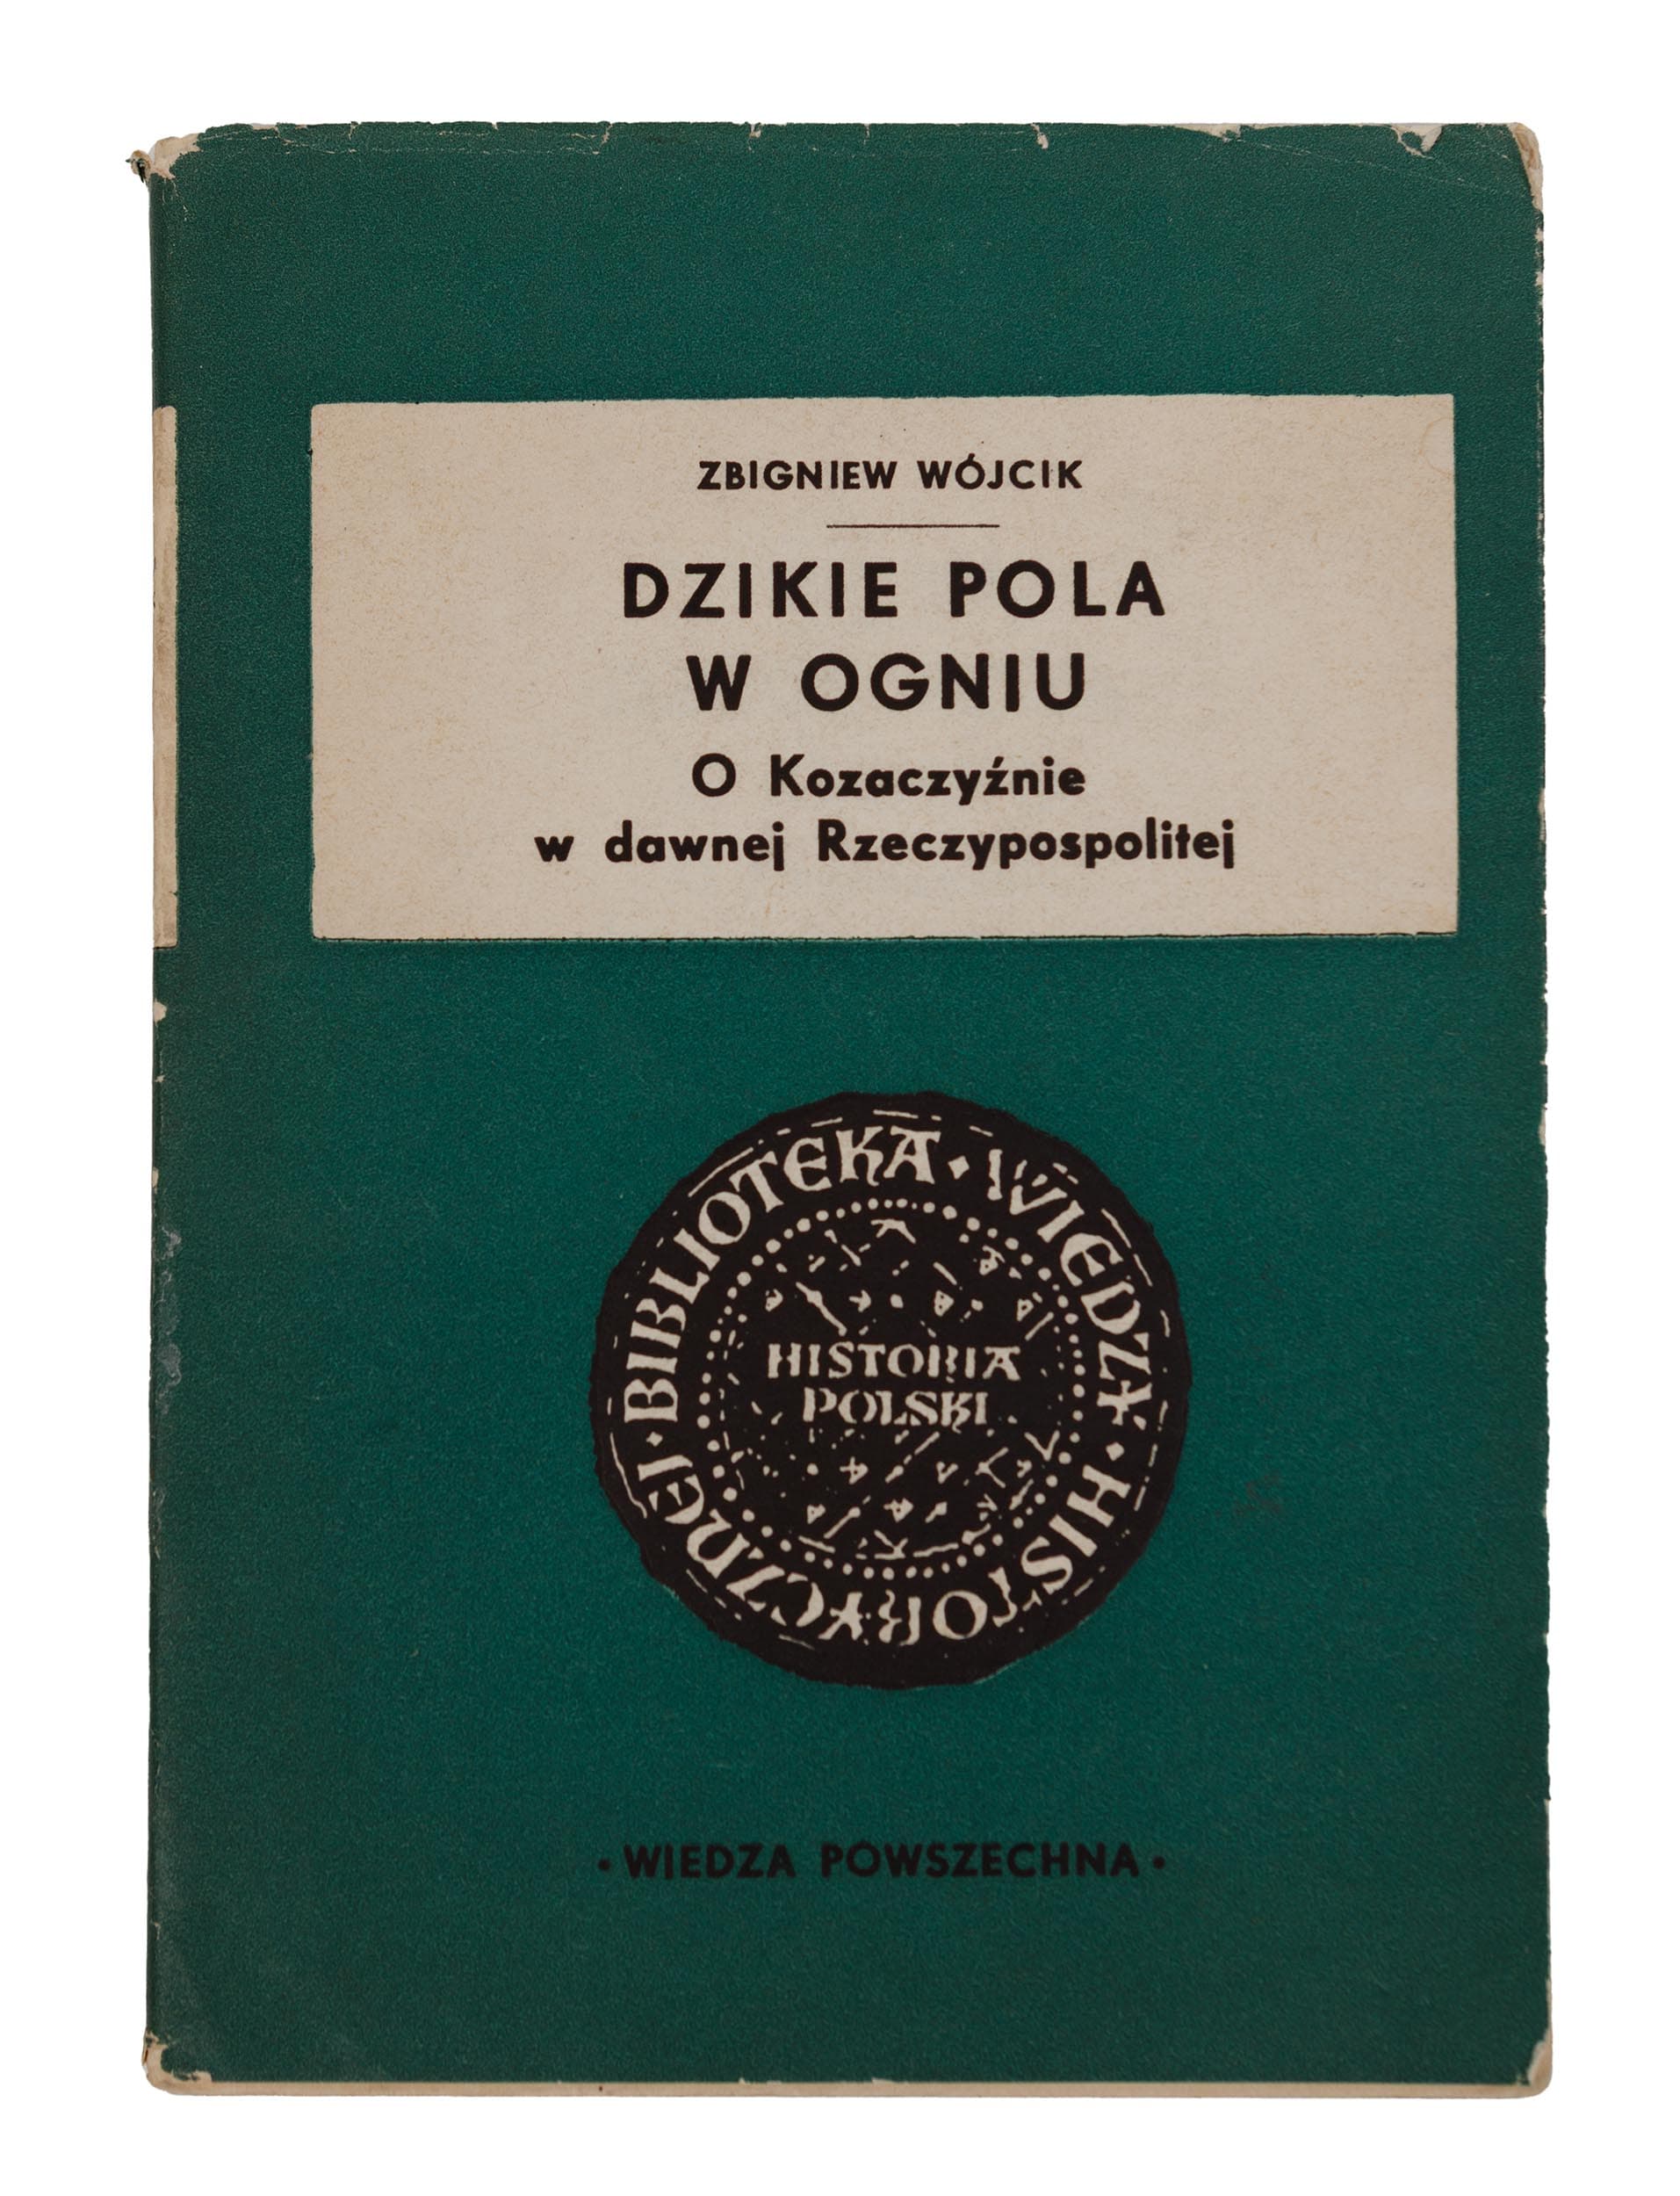 ZBIGNIEW WÓJCIK
DZIKIE POLA
W OGNIU
O Kozaczyźnie
w dawnej Rzeczypospolitej
BIBLIOTEKA • WIEDZY • HISTORYCZNEJ •
HISTORIA
POLSKI
• WIEDZA POWSZECHNA •